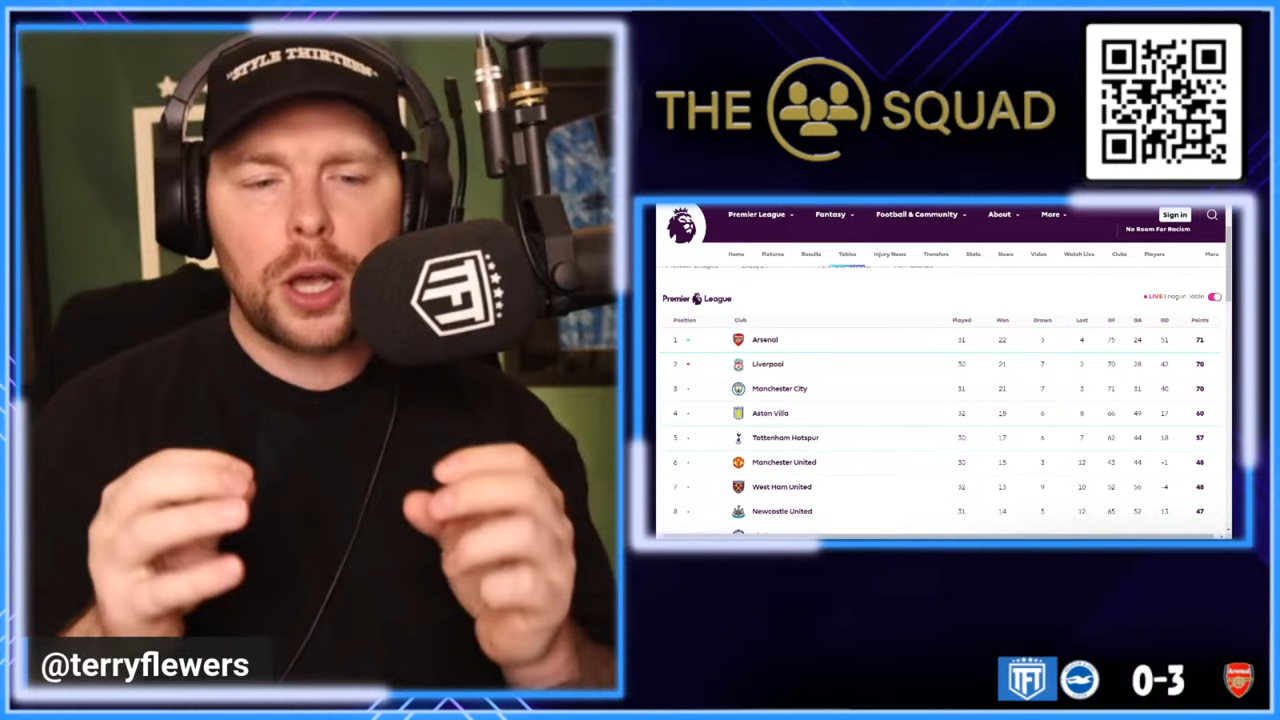 "STYLE THIRTEEN"
TFT
@terryflewers
THE SQUAD
Premier League
Fantasy
Football & Community
About
More
Sign in
No Room For Racism
Home Fixtures Results Tables Injury News Transfers Stats News Video Watch Live Clubs Players More
Premier League
LIVE League Table
Position Club Played Won Drawn Lost GF GA GD Points
1 Arsenal 31 22 5 4 75 24 51 71
2 Liverpool 30 21 7 2 70 28 42 70
3 Manchester City 31 21 7 3 71 31 40 70
4 Aston Villa 32 18 6 8 66 49 17 60
5 Tottenham Hotspur 30 17 6 7 62 44 18 57
6 Manchester United 30 15 3 12 43 44 -1 48
7 West Ham United 32 13 9 10 52 56 -4 48
8 Newcastle United 31 14 5 12 65 52 13 47
TFT 0-3 Arsenal